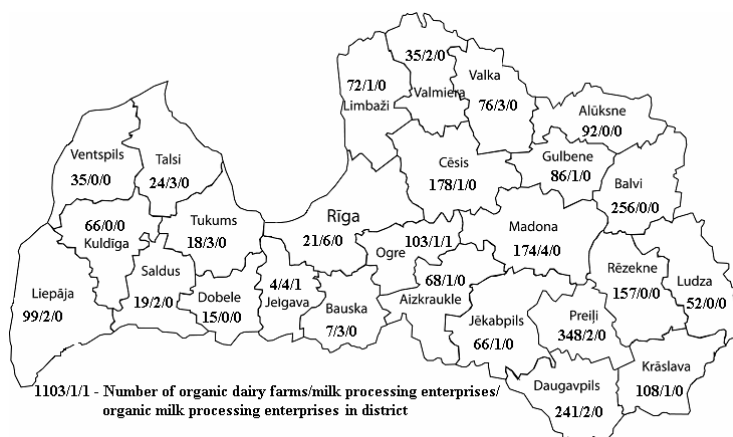 35/2/0
Valmiera
Valka
76/3/0
72/1/0
Limbaži
Alūksne
92/0/0
Ventspils
35/0/0
Talsi
24/3/0
Cēsis
178/1/0
Gulbene
86/1/0
Balvi
256/0/0
66/0/0
Kuldīga
Tukums
18/3/0
Rīga
21/6/0
103/1/1
Ogre
Madona
174/4/0
Liepāja
99/2/0
Saldus
19/2/0
Dobele
15/0/0
4/4/1
Jelgava
Bauska
7/3/0
68/1/0
Aizkraukle
Jēkabpils
66/1/0
Preiļi
348/2/0
Rēzekne
157/0/0
Ludza
52/0/0
Daugavpils
241/2/0
Krāslava
108/1/0
1103/1/1 - Number of organic dairy farms/milk processing enterprises/
organic milk processing enterprises in district